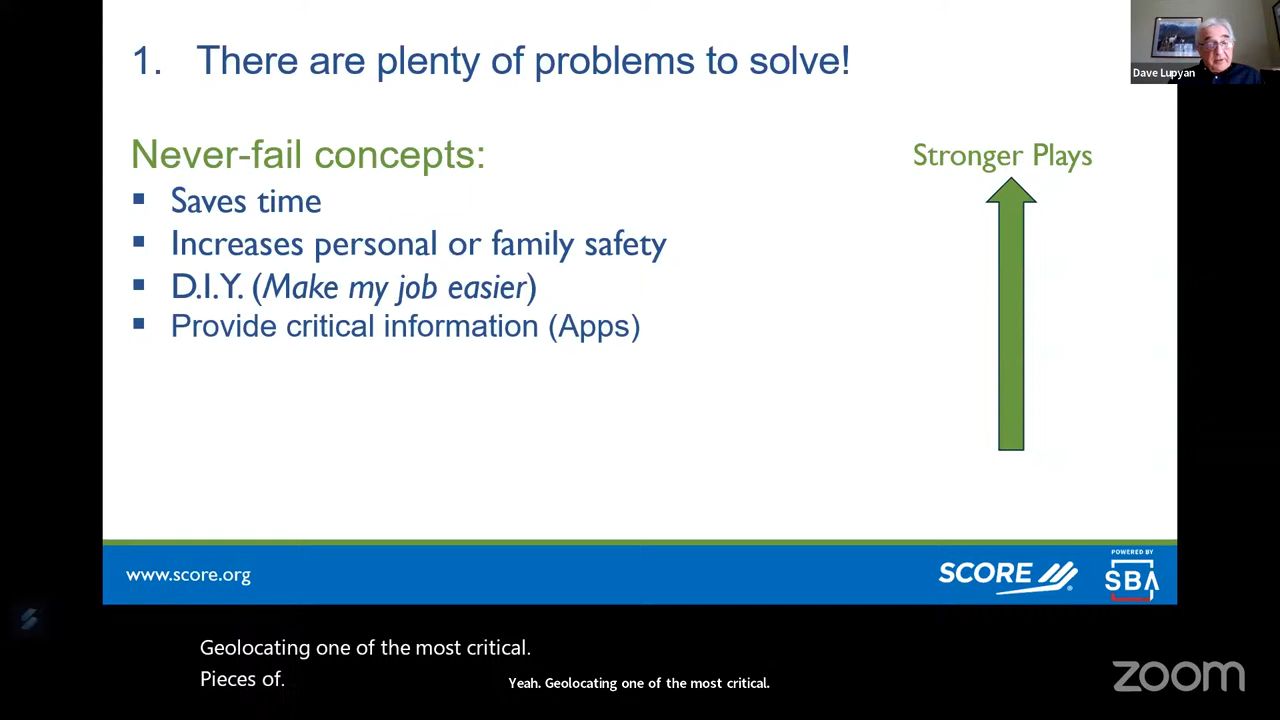 1. There are plenty of problems to solve!
Dave Lupyan
Never-fail concepts:
Stronger Plays
▪ Saves time
▪ Increases personal or family safety
▪ D.I.Y. (Make my job easier)
▪ Provide critical information (Apps)
www.score.org
SCORE
®
POWERED BY
SBA
Geolocating one of the most critical.
Pieces of.
Yeah. Geolocating one of the most critical.
zoom